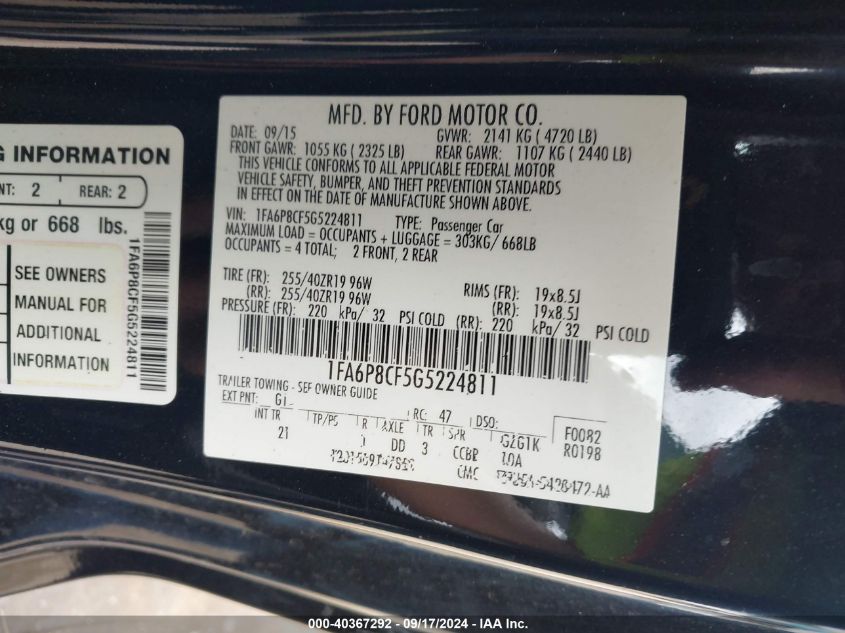 G INFORMATION
NT: 2 REAR: 2
kg or 668 lbs.
SEE OWNERS
MANUAL FOR
ADDITIONAL
INFORMATION
1FA6P8CF5G5224811
MFD. BY FORD MOTOR CO.
DATE: 09/15 GVWR: 2141 KG ( 4720 LB)
FRONT GAWR: 1055 KG ( 2325 LB) REAR GAWR: 1107 KG ( 2440 LB)
THIS VEHICLE CONFORMS TO ALL APPLICABLE FEDERAL MOTOR
VEHICLE SAFETY, BUMPER, AND THEFT PREVENTION STANDARDS
IN EFFECT ON THE DATE OF MANUFACTURE SHOWN ABOVE.
VIN: 1FA6P8CF5G5224811 TYPE: Passenger Car
MAXIMUM LOAD = OCCUPANTS + LUGGAGE = 303KG/ 668LB
OCCUPANTS = 4 TOTAL; 2 FRONT, 2 REAR
TIRE (FR): 255/40ZR19 96W RIMS (FR): 19x8.5J
(RR): 255/40ZR19 96W (RR): 19x8.5J
PRESSURE (FR): 220 kPa/ 32 PSI COLD (RR): 220 kPa/ 32 PSI COLD
1FA6P8CF5G5224811
TRAILER TOWING - SEE OWNER GUIDE
EXT PNT: RC: 47 DSO: F0082
INT TR TP/PS R AXLE TR SPR R0198
21 DD 3
00-40367292 - 09/17/2024 - IAA Inc.